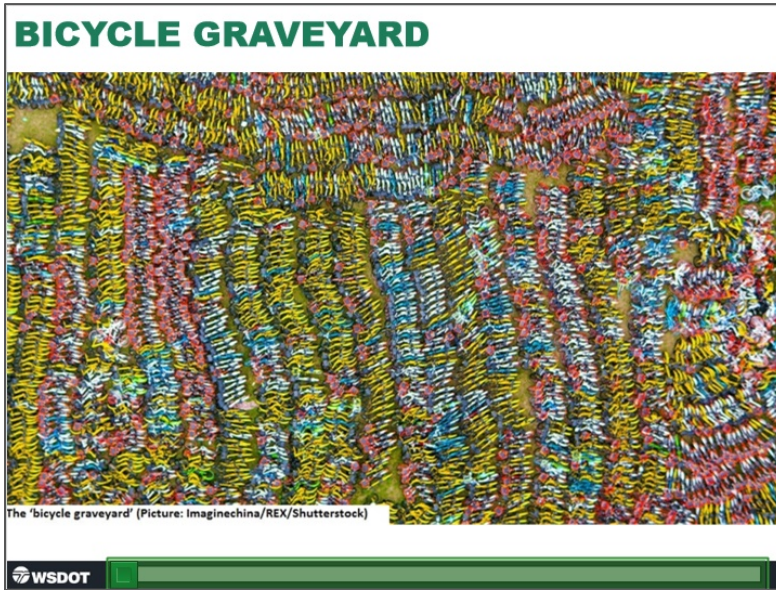 BICYCLE GRAVEYARD
The ‘bicycle graveyard’ (Picture: Imaginechina/REX/Shutterstock)
WSDOT